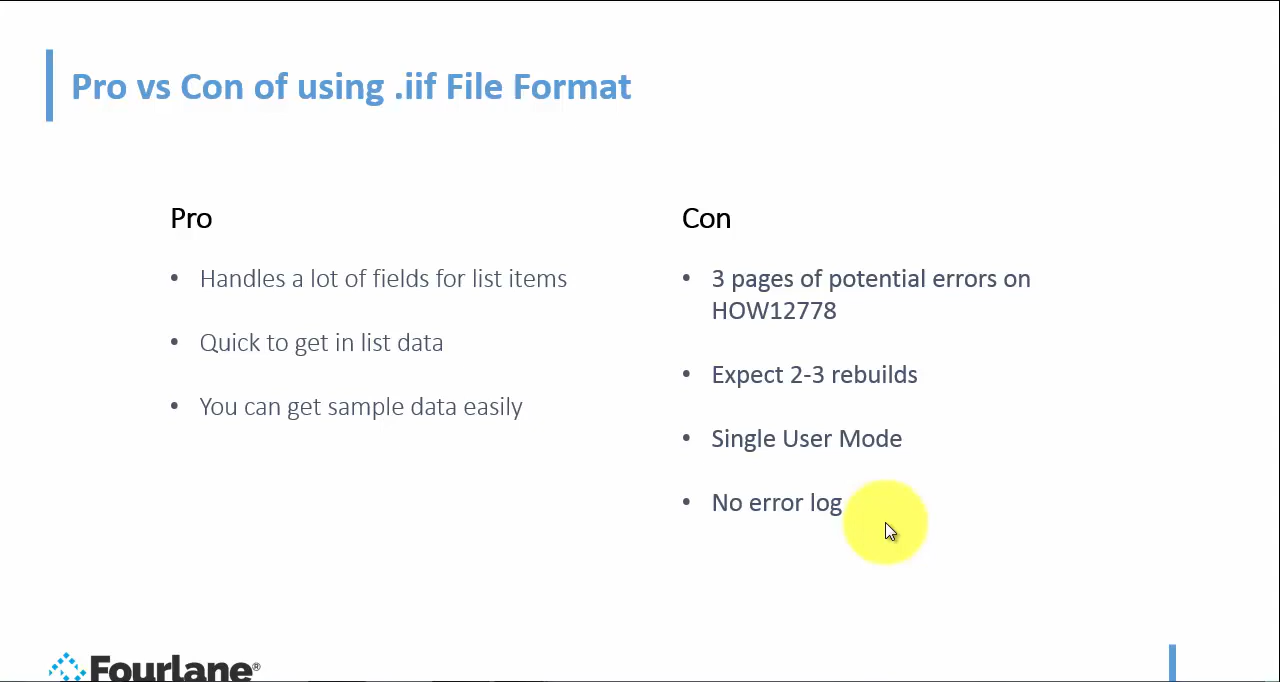 Pro vs Con of using .iif File Format
Pro
• Handles a lot of fields for list items
• Quick to get in list data
• You can get sample data easily
Con
• 3 pages of potential errors on
HOW12778
• Expect 2-3 rebuilds
• Single User Mode
• No error log
Fourlane®